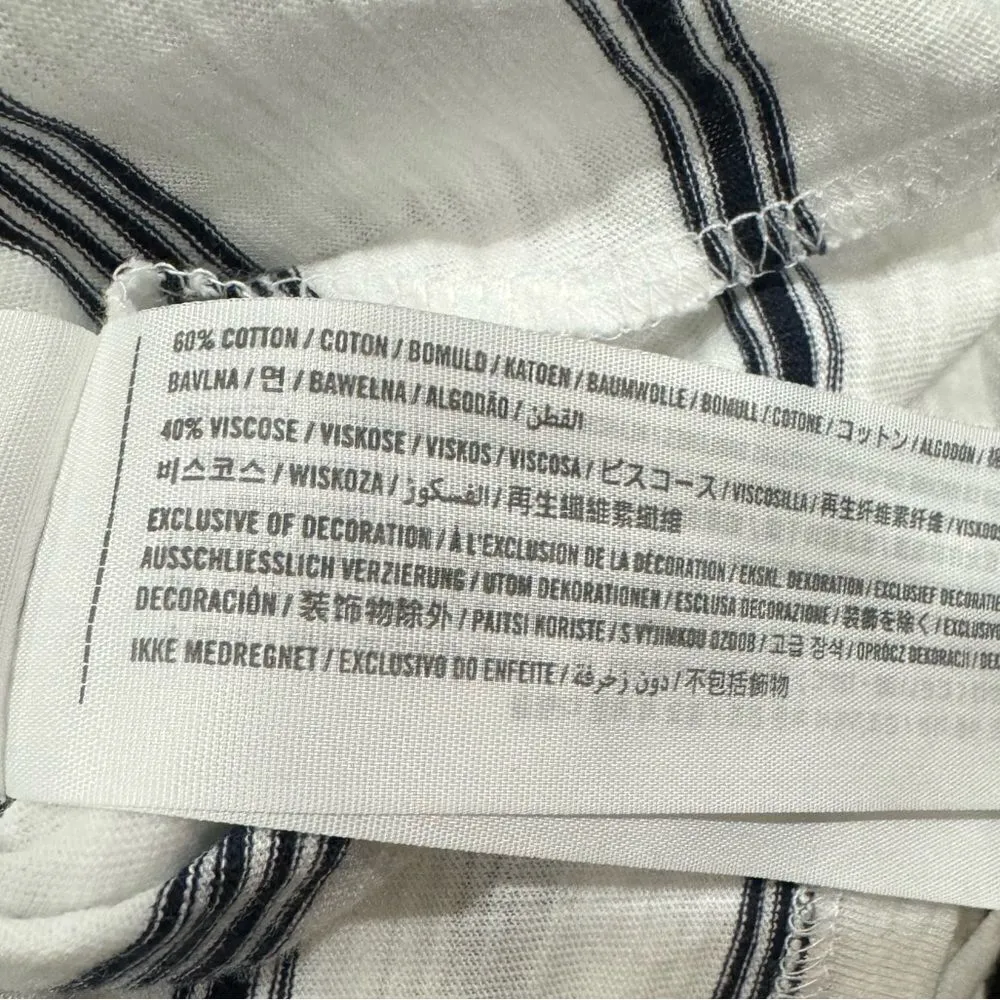 60% COTTON / COTON / BOMULD / KATOEN / BAUMWOLLE / BOMULL / COTONE / コットン / ALGODÓN /
BAVLNA / 면 / BAWEŁNA / ALGODÃO / القطن
40% VISCOSE / VISKOSE / VISKOS / VISCOSA / ビスコース / VISCOSILLA / 再生纤维素纤维 /
비스코스 / WISKOZA / الفسكوز / 再生纖維素纖維
EXCLUSIVE OF DECORATION / À L'EXCLUSION DE LA DÉCORATION / EKSKL. DEKORATION / EXCLUSIEF
AUSSCHLIESSLICH VERZIERUNG / UTOM DEKORATIONEN / ESCLUSA DECORAZIONE / 装飾を除く /
DECORACIÓN / 装饰物除外 / PAITSI KORISTE / S VÝJIMKOU OZDOB / 고급 장식 / OPRÓCZ DEKORACJI /
IKKE MEDREGNET / EXCLUSIVO DO ENFEITE / دون زخرفة / 不包括飾物